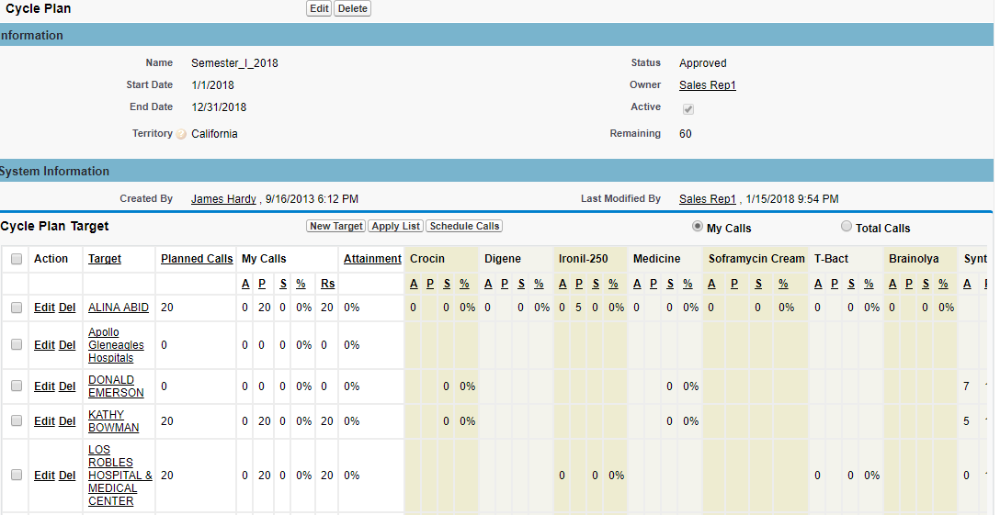 Cycle Plan Edit Delete
nformation
Name Semester_I_2018 Status Approved
Start Date 1/1/2018 Owner Sales Rep1
End Date 12/31/2018 Active
Territory California Remaining 60
System Information
Created By James Hardy , 9/16/2013 6:12 PM Last Modified By Sales Rep1 , 1/15/2018 9:54 PM
Cycle Plan Target New Target Apply List Schedule Calls My Calls Total Calls
Action Target Planned Calls My Calls Attainment Crocin Digene Ironil-250 Medicine Soframycin Cream T-Bact Brainolya Synt
A P S % Rs A P S % A P S % A P S % A P S % A P S % A P S % A P S % A
Edit Del ALINA ABID 20 0 20 0 0% 20 0% 0 0 0% 0 0 0% 0 5 0 0% 0 0 0% 0 0 0% 0 0 0% 0 0 0%
Apollo
Edit Del Gleneagles 0 0 0 0 0% 0 0%
Hospitals
DONALD
Edit Del EMERSON 0 0 0 0 0% 0 0% 0 0% 0 0% 7
KATHY
Edit Del BOWMAN 20 0 20 0 0% 20 0% 0 0% 0 0% 5
LOS
ROBLES
Edit Del HOSPITAL & 20 0 20 0 0% 20 0% 0 0 0% 0 0 0% 0
MEDICAL
CENTER